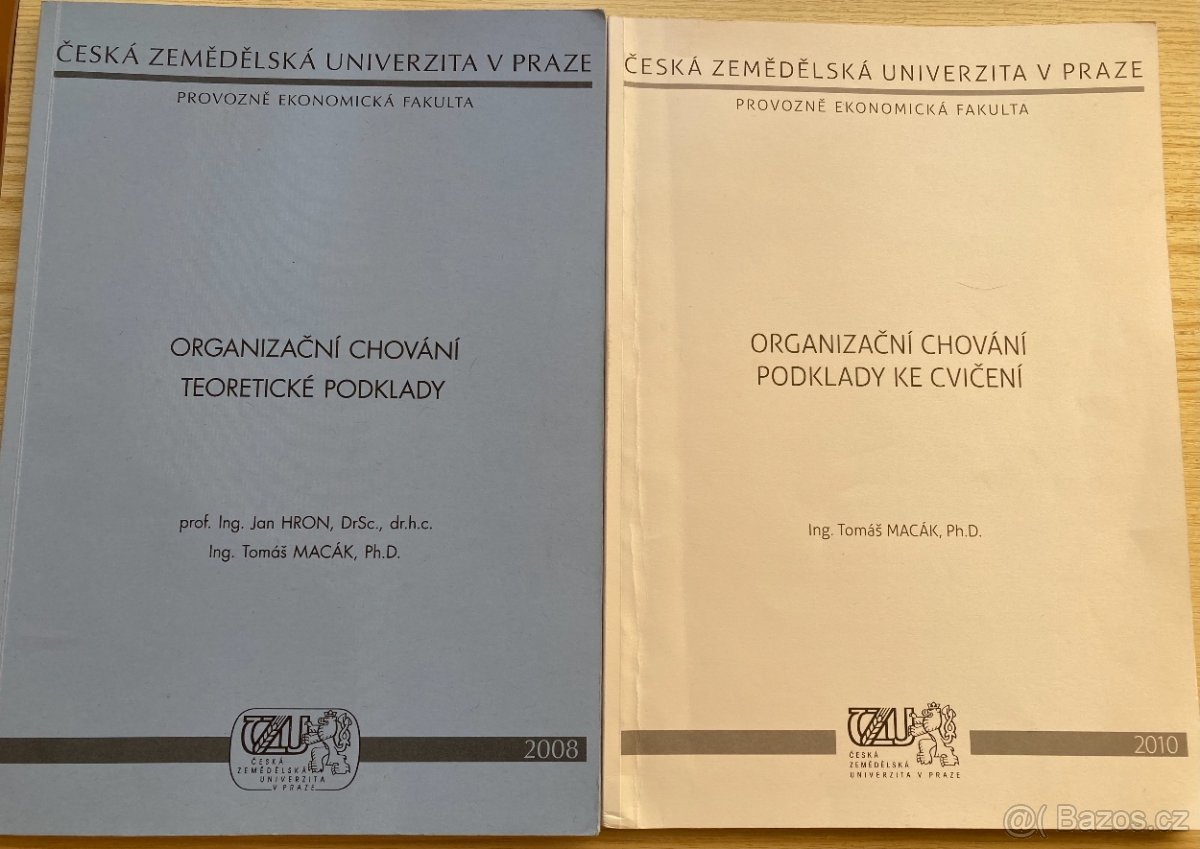 ČESKÁ ZEMĚDĚLSKÁ UNIVERZITA V PRAZE
PROVOZNĚ EKONOMICKÁ FAKULTA
ORGANIZAČNÍ CHOVÁNÍ
TEORETICKÉ PODKLADY
prof. Ing. Jan HRON, DrSc., dr.h.c.
Ing. Tomáš MACÁK, Ph.D.
ČZU
ČESKÁ
ZEMĚDĚLSKÁ
UNIVERZITA
V PRAZE
2008
ČESKÁ ZEMĚDĚLSKÁ UNIVERZITA V PRAZE
PROVOZNĚ EKONOMICKÁ FAKULTA
ORGANIZAČNÍ CHOVÁNÍ
PODKLADY KE CVIČENÍ
Ing. Tomáš MACÁK, Ph.D.
ČZU
ČESKÁ
ZEMĚDĚLSKÁ
UNIVERZITA V PRAZE
2010
@( Bazos.cz